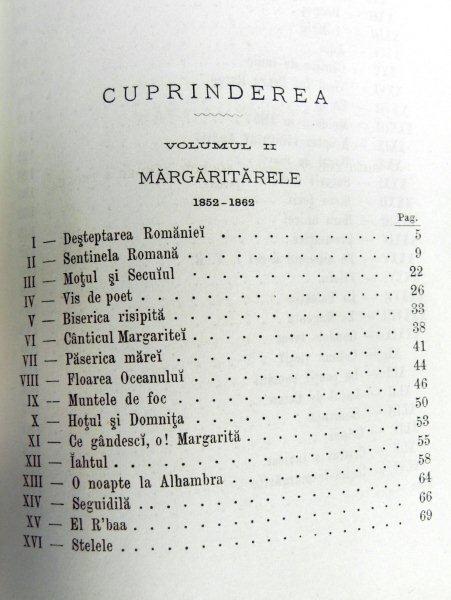 CUPRINDEREA
VOLUMUL II
MĂRGĂRITĂRELE
1852-1862
Pag.
I — Deşteptarea Românieĭ . . . . . . . . . . 5
II — Sentinela Romană . . . . . . . . . . 9
III — Moţul şi Secuĭul . . . . . . . . . . 22
IV — Vis de poet . . . . . . . . . . 26
V — Biserica risipită . . . . . . . . . . 33
VI — Cânticul Margariteĭ . . . . . . . . . . 38
VII — Păserica măreĭ . . . . . . . . . . 41
VIII — Floarea Oceanuluĭ . . . . . . . . . . 44
IX — Muntele de foc . . . . . . . . . . 46
X — Hoţul şi Domniţa . . . . . . . . . . 50
XI — Ce gândescĭ, o! Margarită . . . . . . . . . . 53
XII — Ĭahtul . . . . . . . . . . 55
XIII — O noapte la Alhambra . . . . . . . . . . 58
XIV — Seguidilă . . . . . . . . . . 64
XV — El R'baa . . . . . . . . . . 66
XVI — Stelele . . . . . . . . . . 69